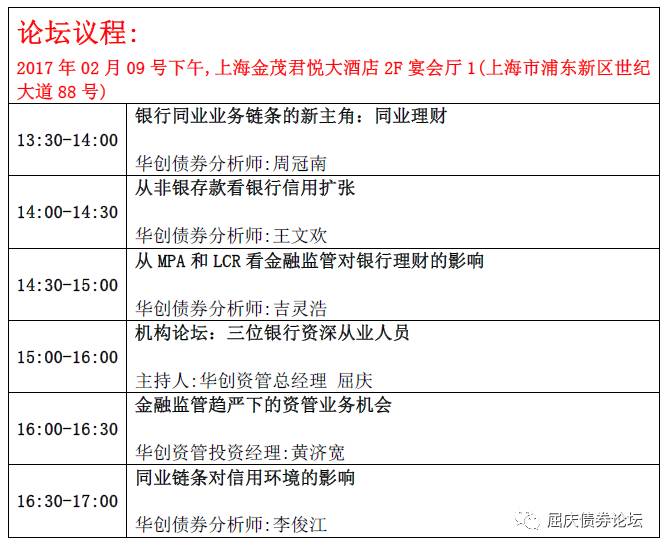 论坛议程:
2017 年 02 月 09 号下午,上海金茂君悦大酒店 2F 宴会厅 1(上海市浦东新区世纪
大道 88 号)
13:30-14:00
银行同业业务链条的新主角：同业理财
华创债券分析师:周冠南
14:00-14:30
从非银存款看银行信用扩张
华创债券分析师:王文欢
14:30-15:00
从 MPA 和 LCR 看金融监管对银行理财的影响
华创债券分析师:吉灵浩
15:00-16:00
机构论坛：三位银行资深从业人员
主持人:华创资管总经理 屈庆
16:00-16:30
金融监管趋严下的资管业务机会
华创资管投资经理:黄济宽
16:30-17:00
同业链条对信用环境的影响
华创债券分析师:李俊江
屈庆债券论坛